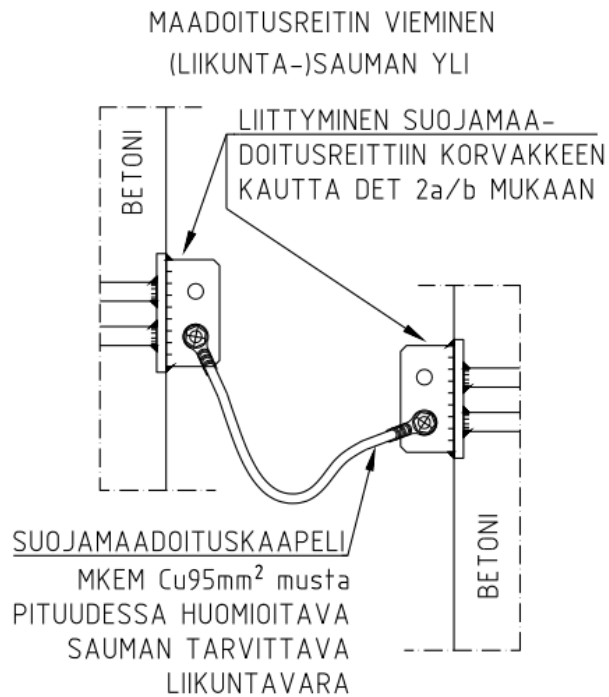 MAADOITUSREITIN VIEMINEN
(LIIKUNTA-)SAUMAN YLI
BETONI
LIITTYMINEN SUOJAMAA-
DOITUSREITTIIN KORVAKKEEN
KAUTTA DET 2a/b MUKAAN
SUOJAMAADOITUSKAAPELI
MKEM Cu95mm² musta
PITUUDESSA HUOMIOITAVA
SAUMAN TARVITTAVA
LIIKUNTAVARA
BETONI